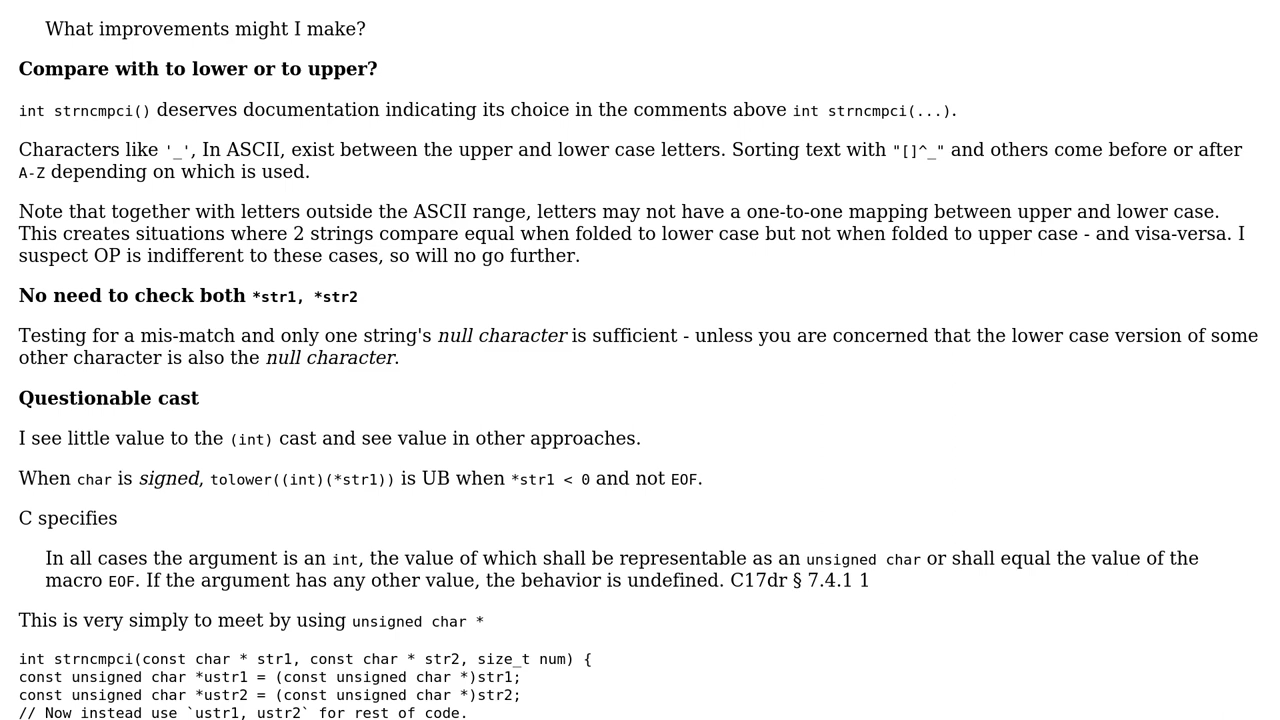 What improvements might I make?
Compare with to lower or to upper?
int strncmpci() deserves documentation indicating its choice in the comments above int strncmpci(...).
Characters like '_', In ASCII, exist between the upper and lower case letters. Sorting text with "[]^_" and others come before or after
A-Z depending on which is used.
Note that together with letters outside the ASCII range, letters may not have a one-to-one mapping between upper and lower case.
This creates situations where 2 strings compare equal when folded to lower case but not when folded to upper case - and visa-versa. I
suspect OP is indifferent to these cases, so will no go further.
No need to check both *str1, *str2
Testing for a mis-match and only one string's null character is sufficient - unless you are concerned that the lower case version of some
other character is also the null character.
Questionable cast
I see little value to the (int) cast and see value in other approaches.
When char is signed, tolower((int)(*str1)) is UB when *str1 < 0 and not EOF.
C specifies
In all cases the argument is an int, the value of which shall be representable as an unsigned char or shall equal the value of the
macro EOF. If the argument has any other value, the behavior is undefined. C17dr § 7.4.1 1
This is very simply to meet by using unsigned char *
int strncmpci(const char * str1, const char * str2, size_t num) {
const unsigned char *ustr1 = (const unsigned char *)str1;
const unsigned char *ustr2 = (const unsigned char *)str2;
// Now instead use `ustr1, ustr2` for rest of code.